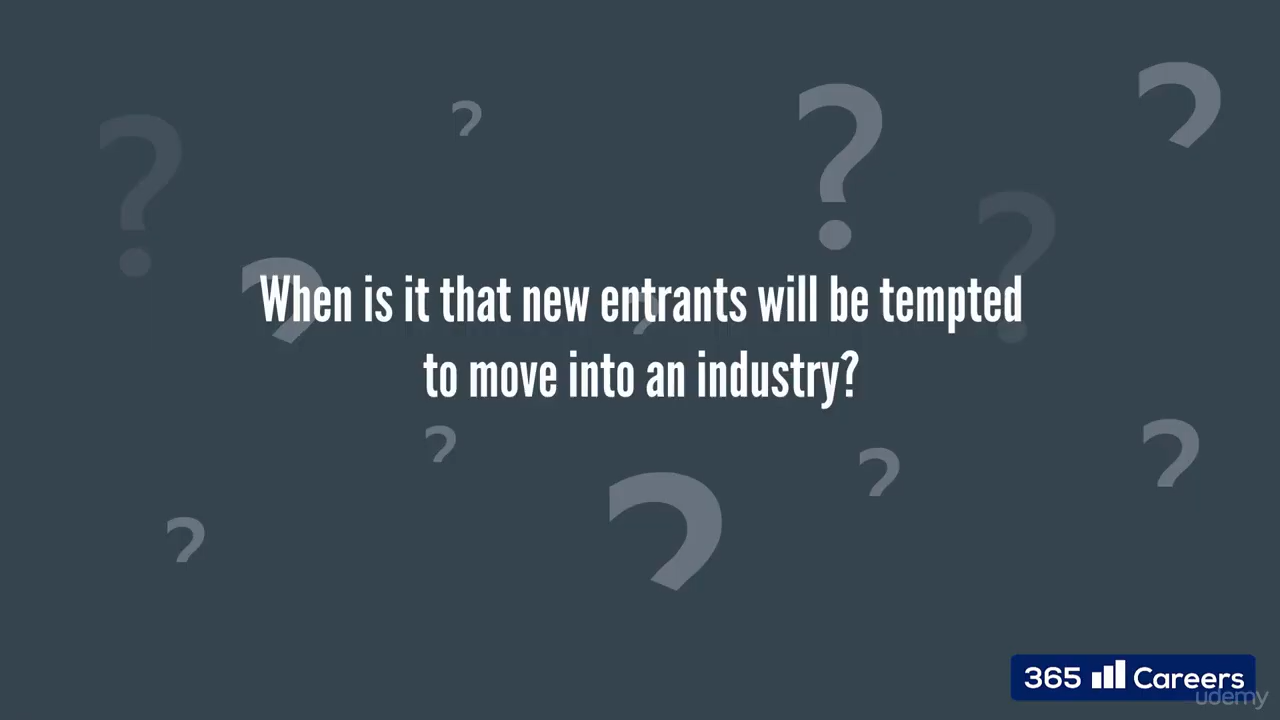 When is it that new entrants will be tempted
to move into an industry?
365 Careers
udemy